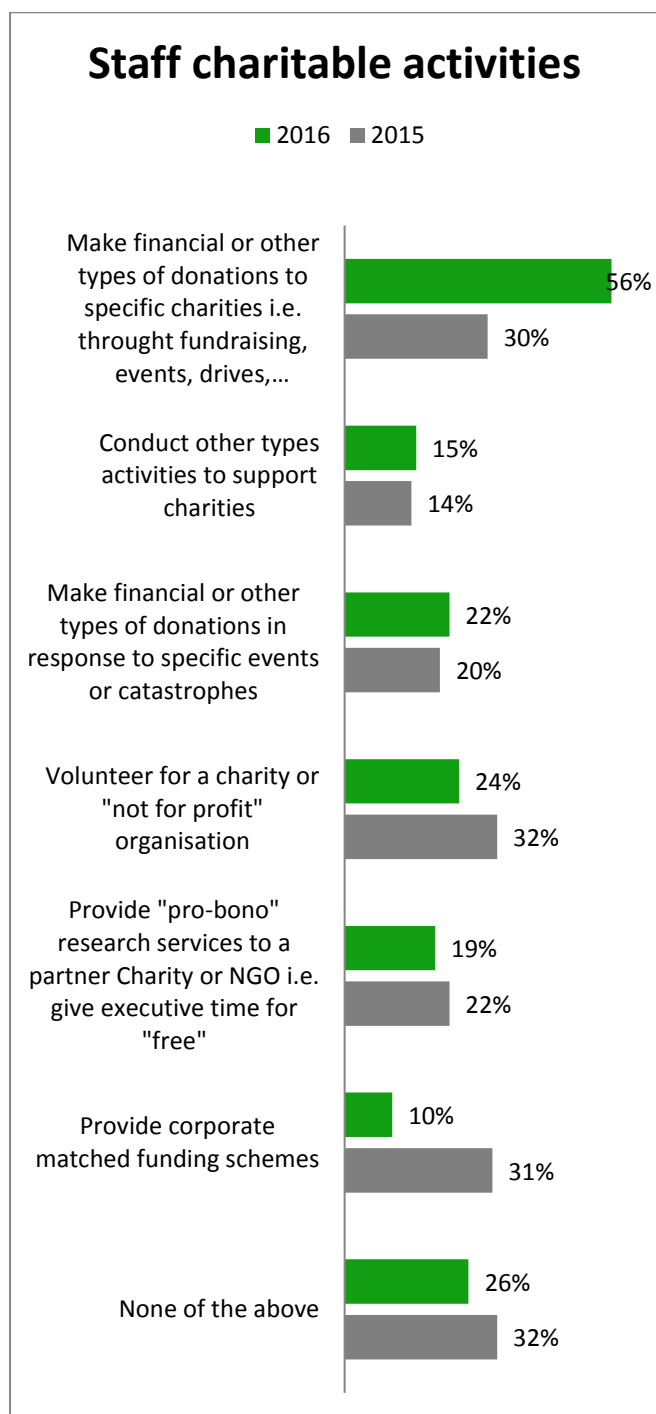 Staff charitable activities
2016 2015
Make financial or other
types of donations to
specific charities i.e.
throught fundraising,
events, drives,...
56%
30%
Conduct other types
activities to support
charities
15%
14%
Make financial or other
types of donations in
response to specific events
or catastrophes
22%
20%
Volunteer for a charity or
"not for profit"
organisation
24%
32%
Provide "pro-bono"
research services to a
partner Charity or NGO i.e.
give executive time for
"free"
19%
22%
Provide corporate
matched funding schemes
10%
31%
None of the above
26%
32%